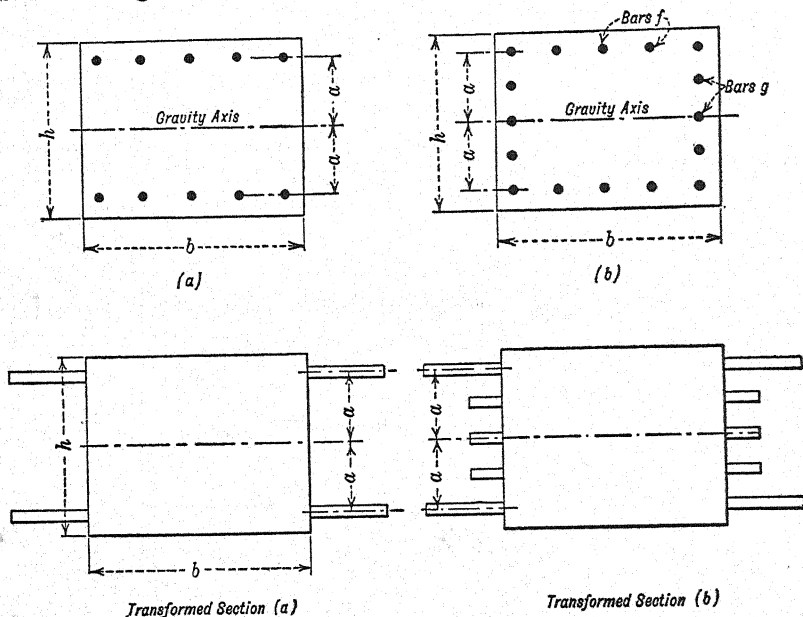 Bars f
Bars g
h
a
Gravity Axis
a
b
(a)
h
a
Gravity Axis
a
b
(b)
h
a
a
b
Transformed Section (a)
a
a
Transformed Section (b)